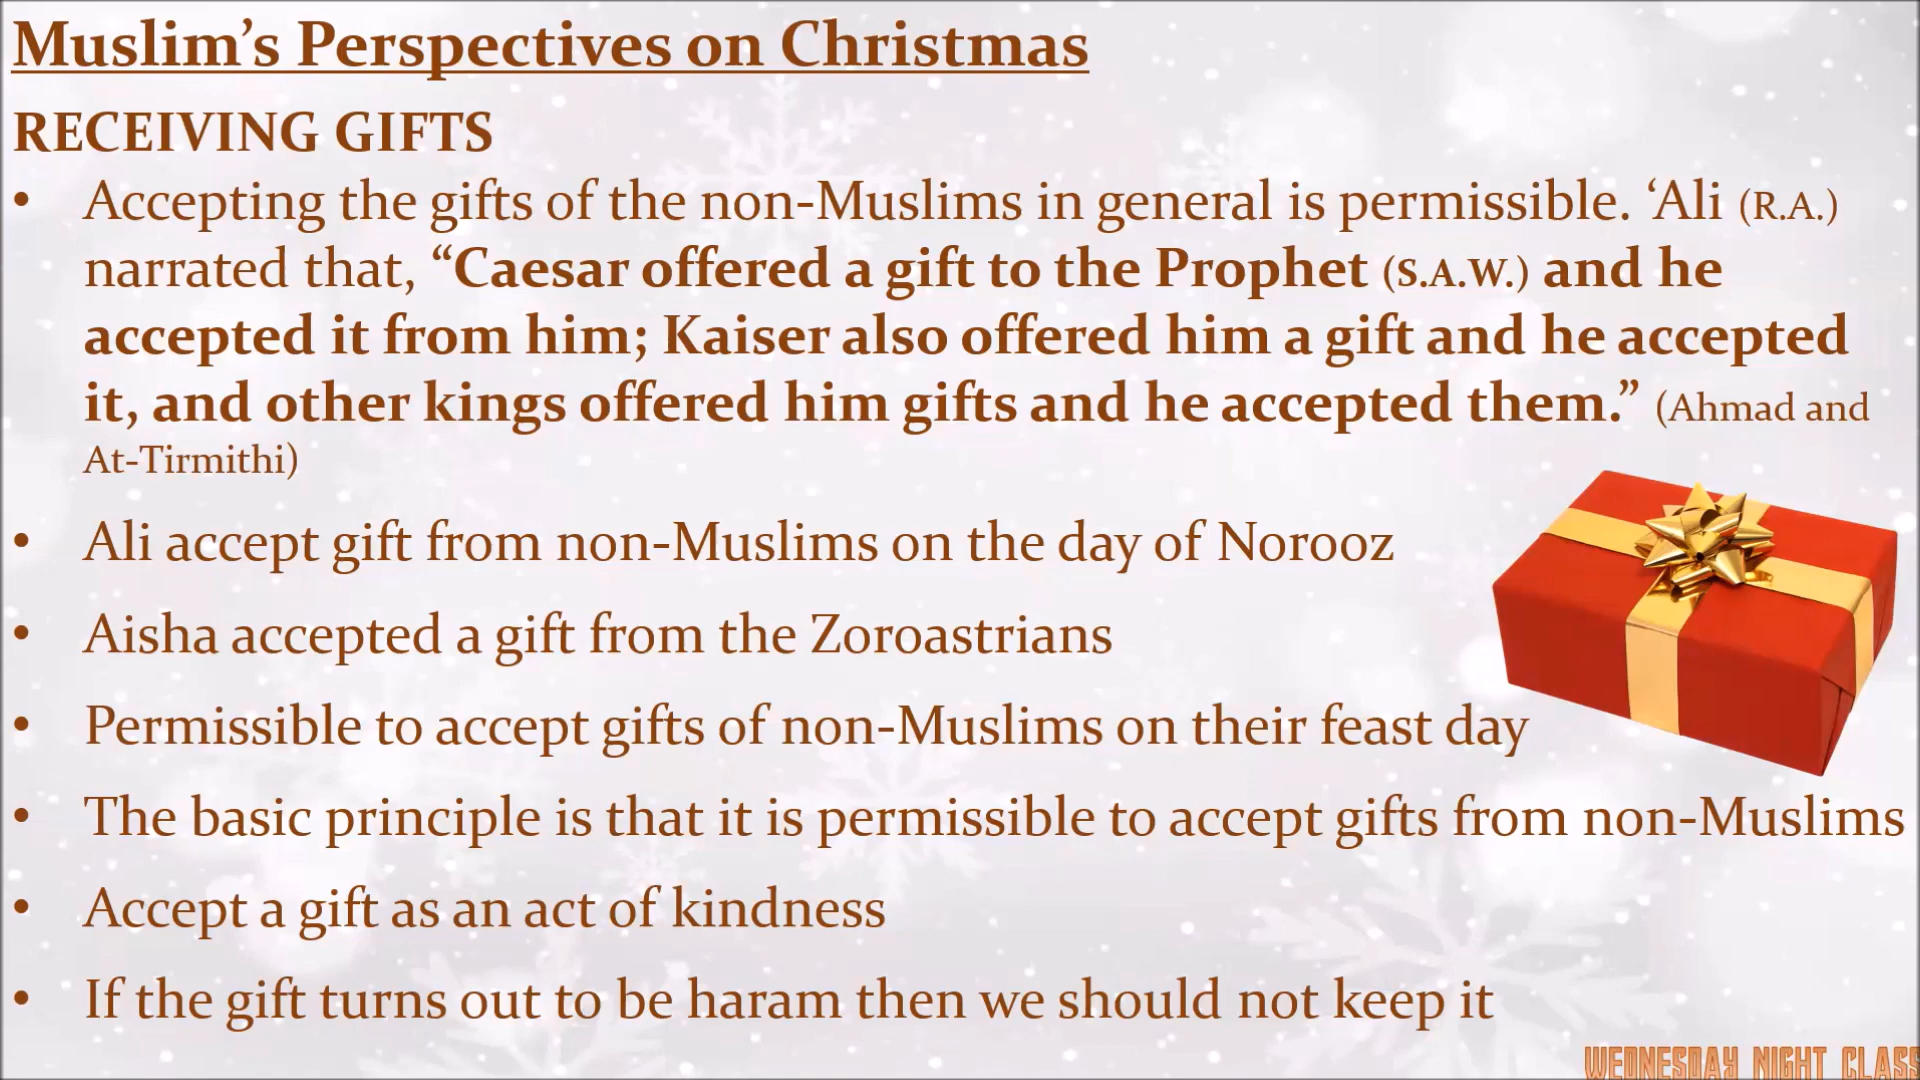 Muslim’s Perspectives on Christmas
RECEIVING GIFTS
• Accepting the gifts of the non-Muslims in general is permissible. ‘Ali (R.A.)
narrated that, “Caesar offered a gift to the Prophet (S.A.W.) and he
accepted it from him; Kaiser also offered him a gift and he accepted
it, and other kings offered him gifts and he accepted them.” (Ahmad and
At-Tirmithi)
• Ali accept gift from non-Muslims on the day of Norooz
• Aisha accepted a gift from the Zoroastrians
• Permissible to accept gifts of non-Muslims on their feast day
• The basic principle is that it is permissible to accept gifts from non-Muslims
• Accept a gift as an act of kindness
• If the gift turns out to be haram then we should not keep it
WEDNESDAY NIGHT CLASS